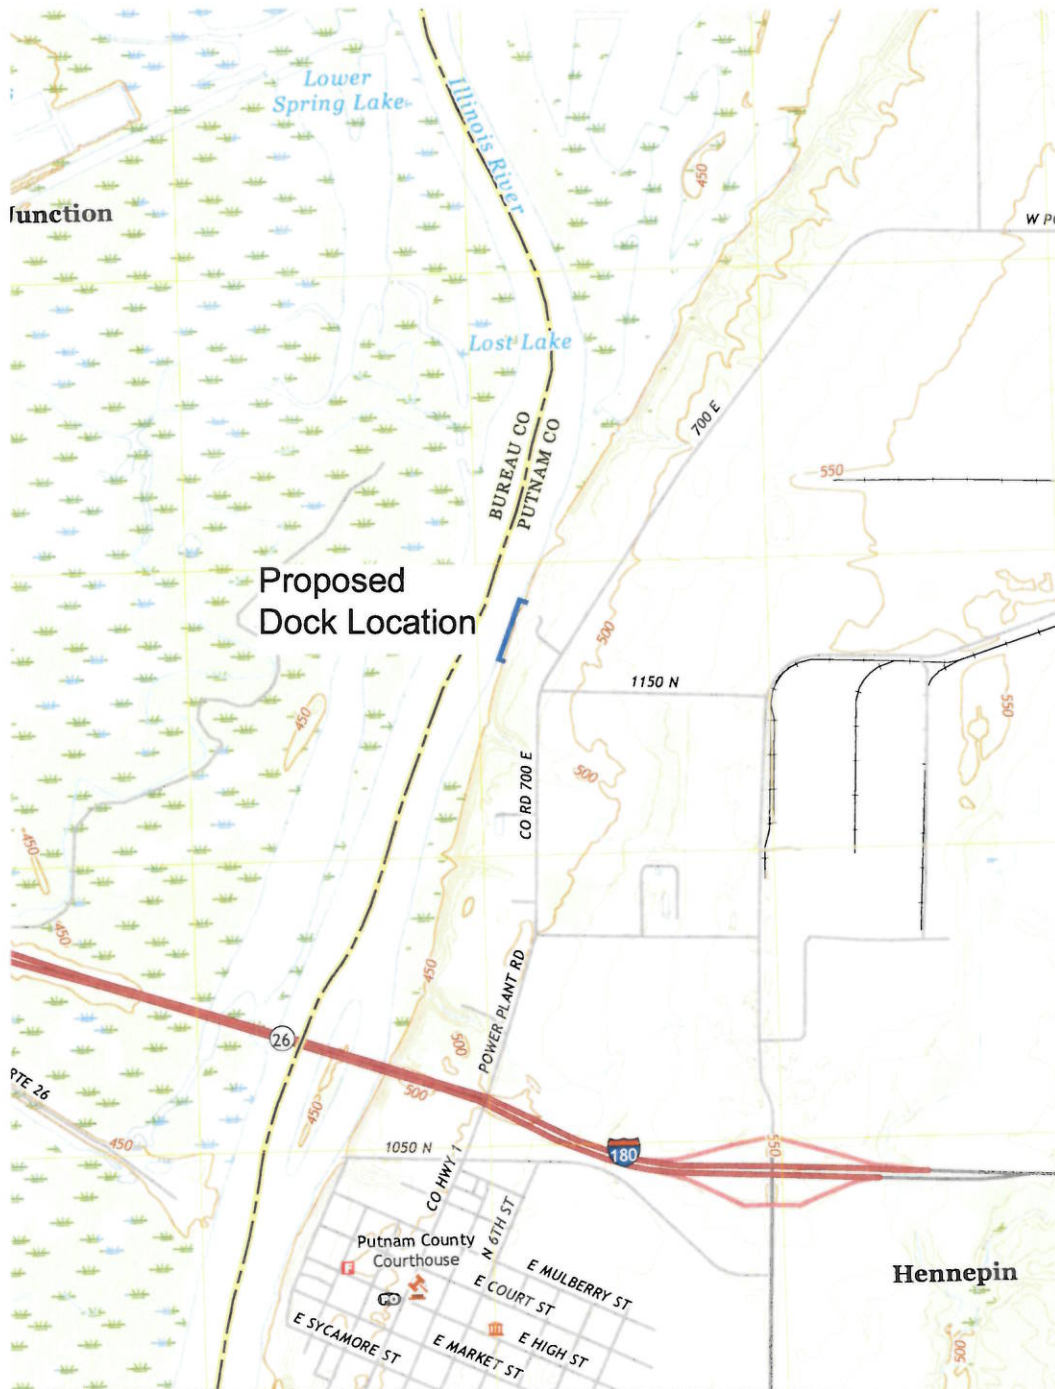 Lower
Spring Lake
Illinois River
Junction
450
W
Lost Lake
700 E
BUREAU CO
PUTNAM CO
550
Proposed
Dock Location
500
1150 N
450
550
500
CO RD 700 E
450
450
450
POWER PLANT RD
26
500
500
RTE 26
450
450
1050 N
180
550
CO HWY 1
N 6TH ST
Putnam County
Courthouse
F
PO
E MULBERRY ST
E COURT ST
Hennepin
E SYCAMORE ST
E MARKET ST
E HIGH ST
500